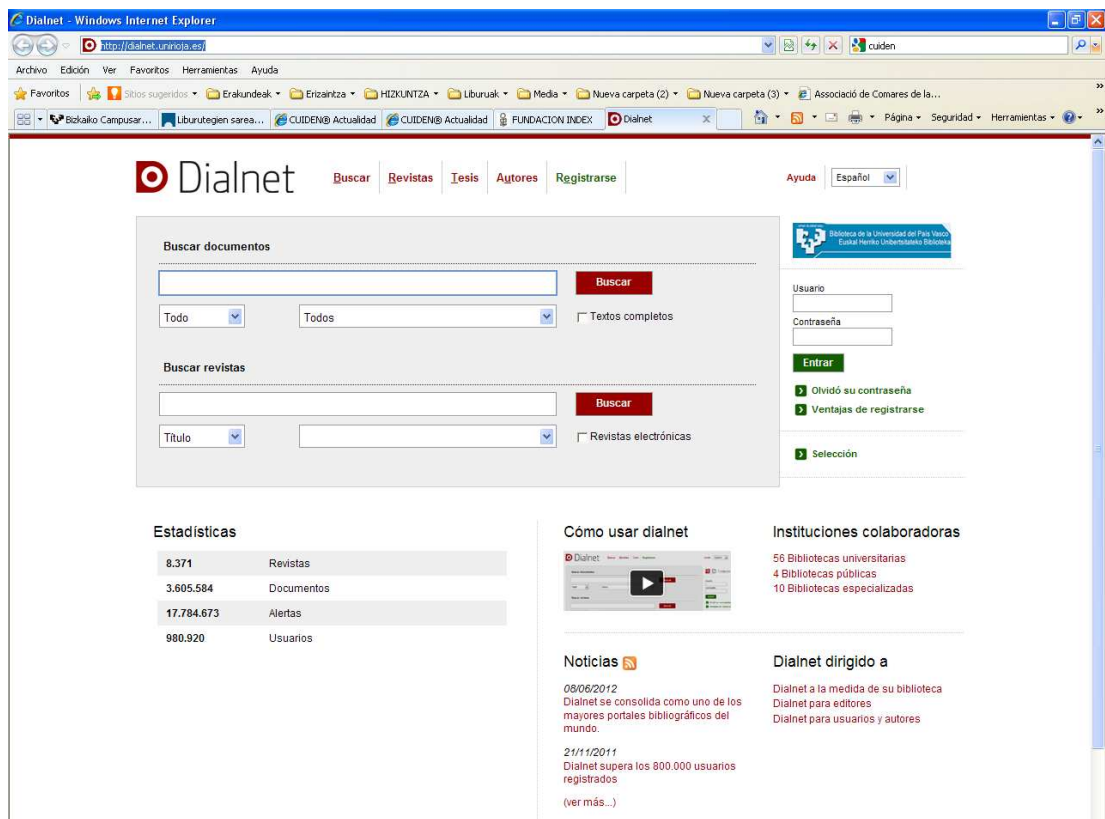 Dialnet - Windows Internet Explorer
http://dialnet.unirioja.es/
cuiden
Archivo Edición Ver Favoritos Herramientas Ayuda
Favoritos Sitios sugeridos Erakundeak Erizaintza HIZKUNTZA Liburuak Media Nueva carpeta (2) Nueva carpeta (3) Associació de Comares de la... »
Bizkaiko Campusar... Liburutegien sarea... CUIDEN® Actualidad CUIDEN® Actualidad FUNDACION INDEX Dialnet X Página Seguridad Herramientas »
Dialnet Buscar Revistas Tesis Autores Registrarse Ayuda Español
Buscar documentos
Buscar
Todo Todos Textos completos
Buscar revistas
Buscar
Título Revistas electrónicas
Biblioteca de la Universidad del País Vasco
Euskal Herriko Unibertsitateko Biblioteka
Usuario
Contraseña
Entrar
Olvidó su contraseña
Ventajas de registrarse
Selección
Estadísticas
8.371 Revistas
3.605.584 Documentos
17.784.673 Alertas
980.920 Usuarios
Cómo usar dialnet
Dialnet
Instituciones colaboradoras
56 Bibliotecas universitarias
4 Bibliotecas públicas
10 Bibliotecas especializadas
Noticias
08/06/2012
Dialnet se consolida como uno de los
mayores portales bibliográficos del
mundo.
21/11/2011
Dialnet supera los 800.000 usuarios
registrados
(ver más...)
Dialnet dirigido a
Dialnet a la medida de su biblioteca
Dialnet para editores
Dialnet para usuarios y autores